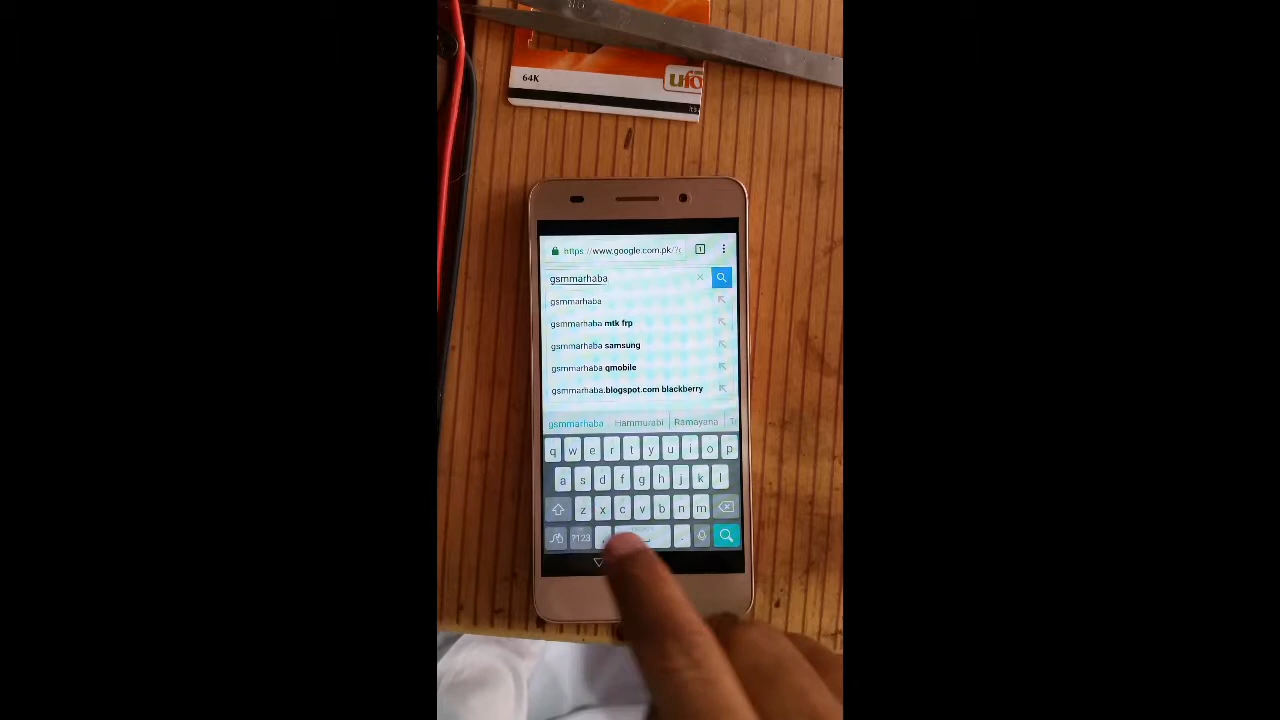 64K
ufo
https://www.google.com.pk/?
1
gsmmarhaba
gsmmarhaba
gsmmarhaba mtk frp
gsmmarhaba samsung
gsmmarhaba qmobile
gsmmarhaba.blogspot.com blackberry
gsmmarhaba Hammurabi Ramayana
q w e r t y u i o p
a s d f g h j k l
z x c v b n m
?123 , .